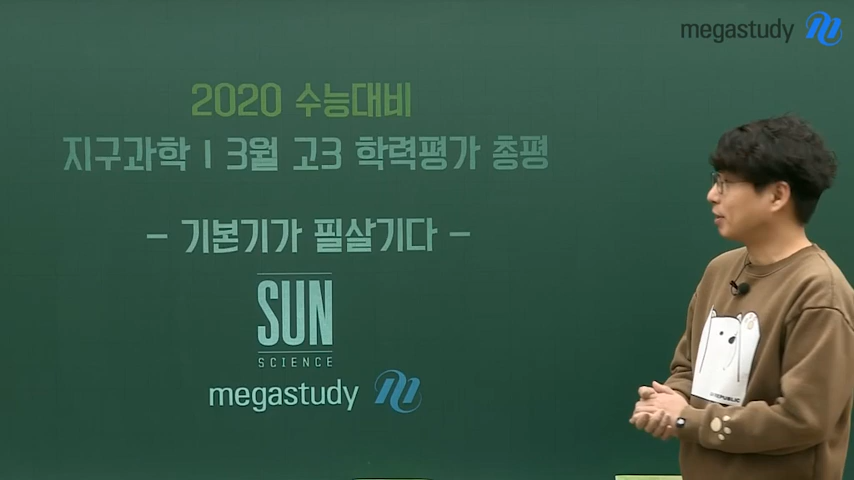 megastudy
2020 수능대비
지구과학 I 3월 고3 학력평가 총평
- 기본기가 필살기다 -
SUN
SCIENCE
megastudy